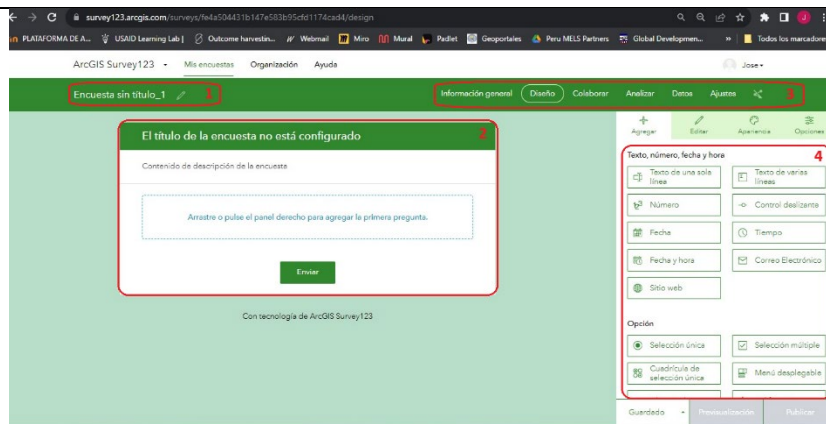 survey123.arcgis.com/surveys/fe4a504431b147e583b95cfd1174cad4/design
PLATAFORMA DE A... USAID Learning Lab | Outcome harvestin... Webmail Miro Mural Padlet Geoportales Peru MELS Partners Global Developmen... » Todos los marcadores
ArcGIS Survey123 Mis encuestas Organización Ayuda Jose
Encuesta sin título_1 1 Información general Diseño Colaborar Analizar Datos Ajustes 3
Agregar Editar Apariencia Opciones
El título de la encuesta no está configurado 2
Contenido de descripción de la encuesta
Arrastre o pulse el panel derecho para agregar la primera pregunta.
Enviar
Con tecnología de ArcGIS Survey123
Texto, número, fecha y hora 4
Texto de una sola línea
Texto de varias líneas
Número
Control deslizante
Fecha
Tiempo
Fecha y hora
Correo Electrónico
Sitio web
Opción
Selección única
Selección múltiple
Cuadrícula de selección única
Menú desplegable
Guardado Previsualización Publicar